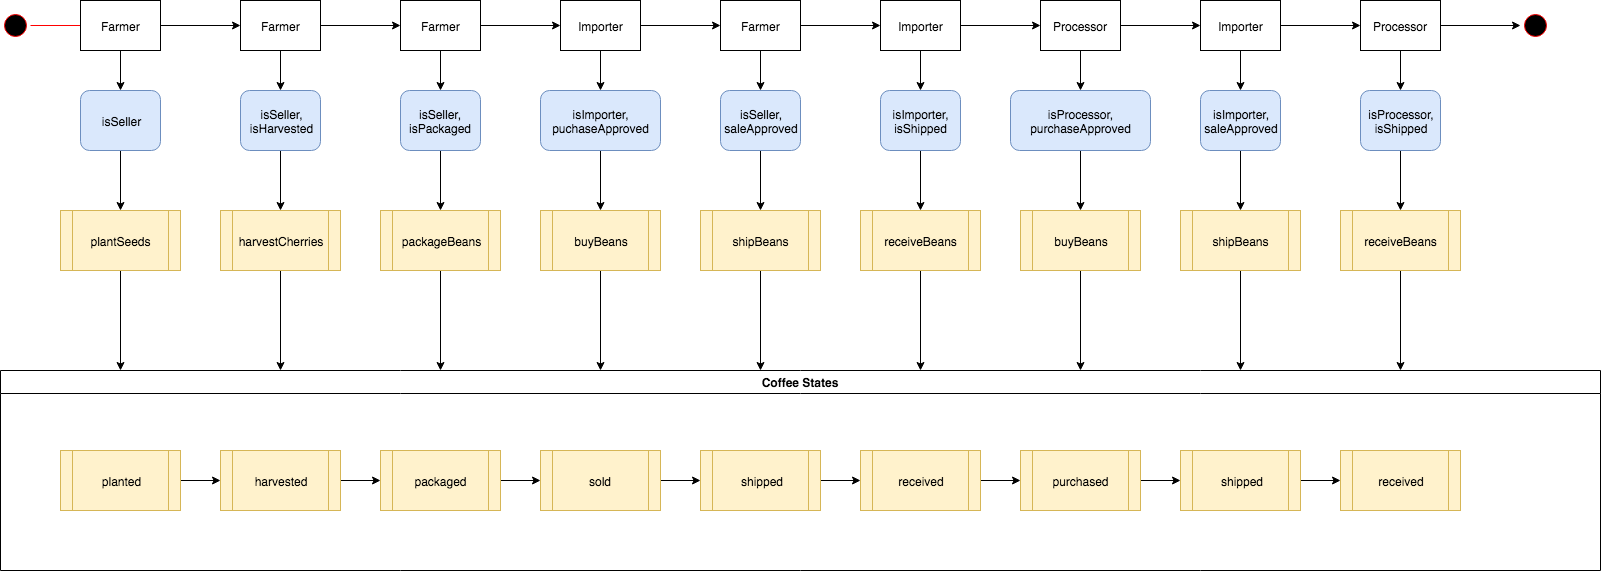 Farmer
Farmer
Farmer
Importer
Farmer
Importer
Processor
Importer
Processor
isSeller
isSeller,
isHarvested
isSeller,
isPackaged
isImporter,
puchaseApproved
isSeller,
saleApproved
isImporter,
isShipped
isProcessor,
purchaseApproved
isImporter,
saleApproved
isProcessor,
isShipped
plantSeeds
harvestCherries
packageBeans
buyBeans
shipBeans
receiveBeans
buyBeans
shipBeans
receiveBeans
Coffee States
planted
harvested
packaged
sold
shipped
received
purchased
shipped
received